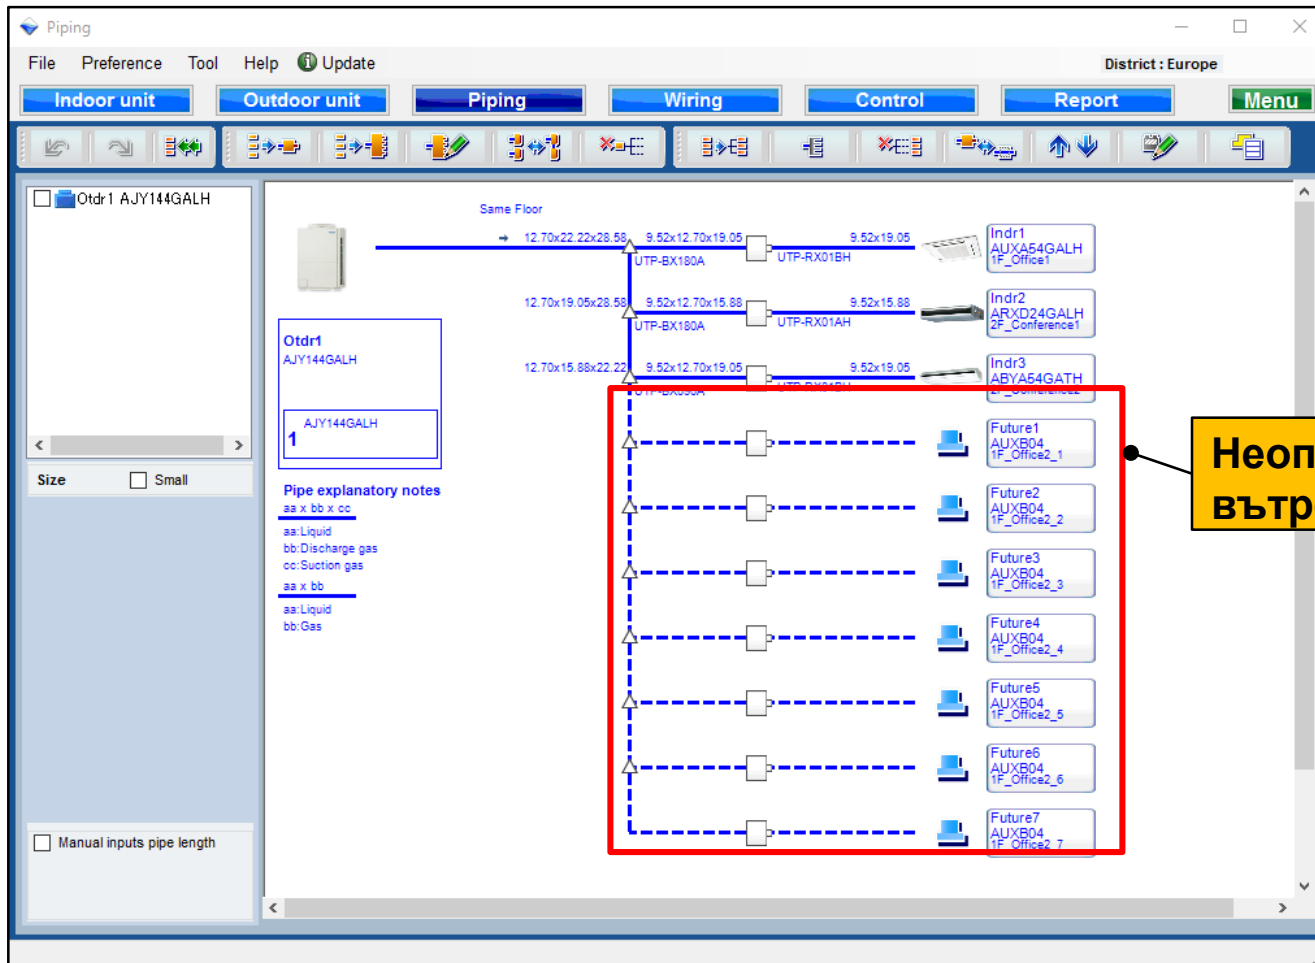 Piping
File Preference Tool Help Update District : Europe
Indoor unit Outdoor unit Piping Wiring Control Report Menu
Otdr1 AJY144GALH
Size Small
Manual inputs pipe length
Same Floor
12.70x22.22x28.58 9.52x12.70x19.05 9.52x19.05
UTP-BX180A UTP-RX01BH
Indr1
AUXA54GALH
1F_Office1
12.70x19.05x28.58 9.52x12.70x15.88 9.52x15.88
UTP-BX180A UTP-RX01AH
Indr2
ARXD24GALH
2F_Conference1
12.70x15.88x22.22 9.52x12.70x19.05 9.52x19.05
Indr3
ABYA54GATH
Otdr1
AJY144GALH
AJY144GALH
1
Pipe explanatory notes
aa x bb x cc
aa:Liquid
bb:Discharge gas
cc:Suction gas
aa x bb
aa:Liquid
bb:Gas
Future1
AUXB04
1F_Office2_1
Future2
AUXB04
1F_Office2_2
Future3
AUXB04
1F_Office2_3
Future4
AUXB04
1F_Office2_4
Future5
AUXB04
1F_Office2_5
Future6
AUXB04
1F_Office2_6
Future7
AUXB04
1F_Office2_7
Неоп
вътр